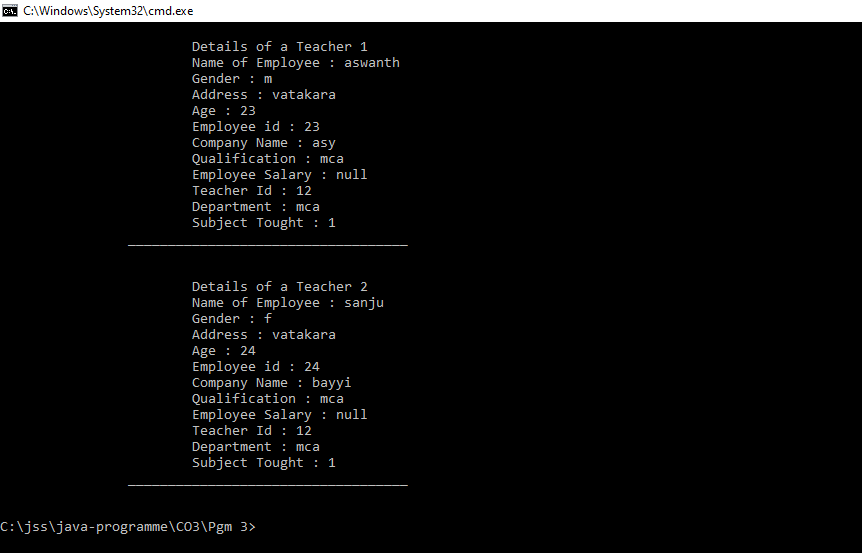 C:\Windows\System32\cmd.exe
Details of a Teacher 1
Name of Employee : aswanth
Gender : m
Address : vatakara
Age : 23
Employee id : 23
Company Name : asy
Qualification : mca
Employee Salary : null
Teacher Id : 12
Department : mca
Subject Tought : 1
___________________________________
Details of a Teacher 2
Name of Employee : sanju
Gender : f
Address : vatakara
Age : 24
Employee id : 24
Company Name : bayyi
Qualification : mca
Employee Salary : null
Teacher Id : 12
Department : mca
Subject Tought : 1
___________________________________
C:\jss\java-programme\CO3\Pgm 3>